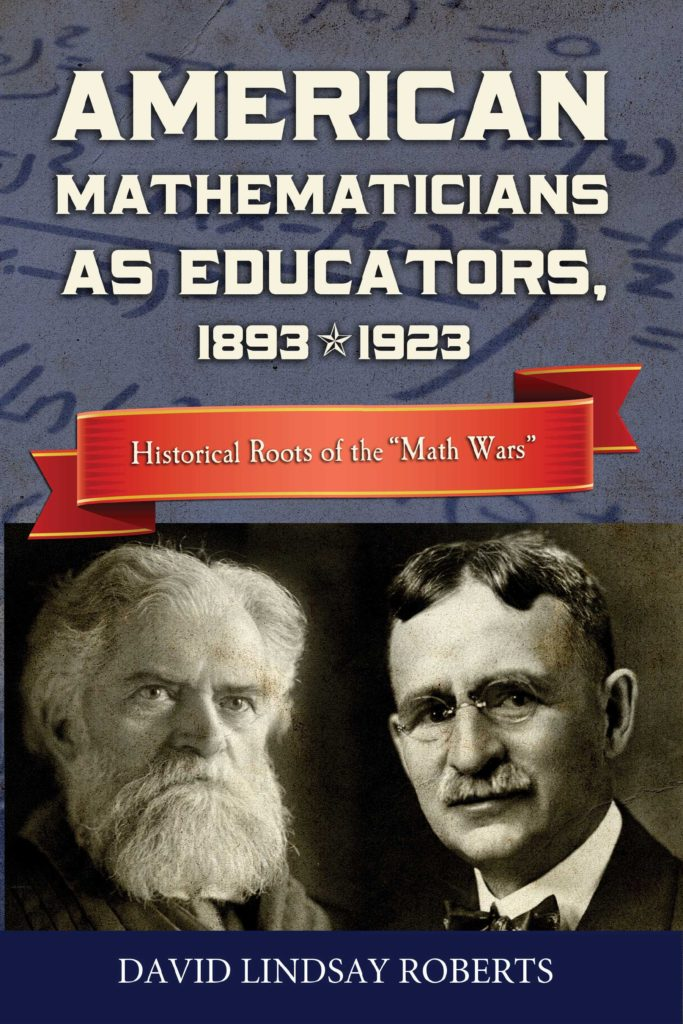 AMERICAN
MATHEMATICIANS
AS EDUCATORS,
1893 ☆ 1923
Historical Roots of the “Math Wars”
DAVID LINDSAY ROBERTS